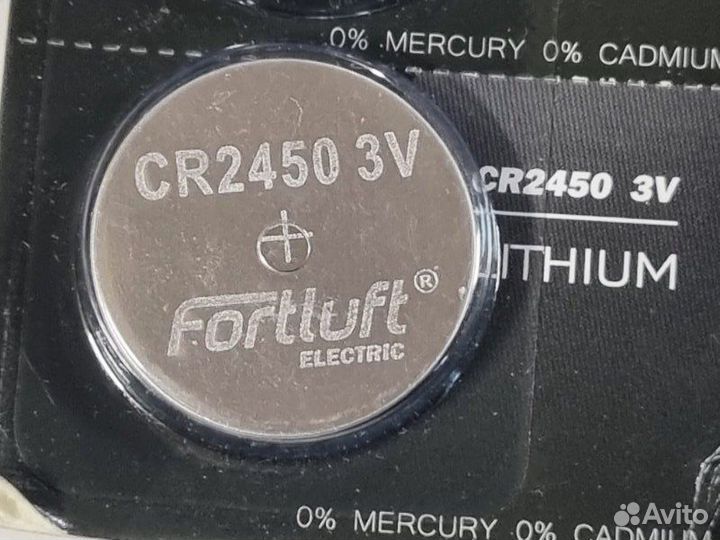 0% MERCURY 0% CADMIUM
CR2450 3V
+
Fortluft®
ELECTRIC
CR2450 3V
LITHIUM
0% MERCURY 0% CADMIUM
Avito